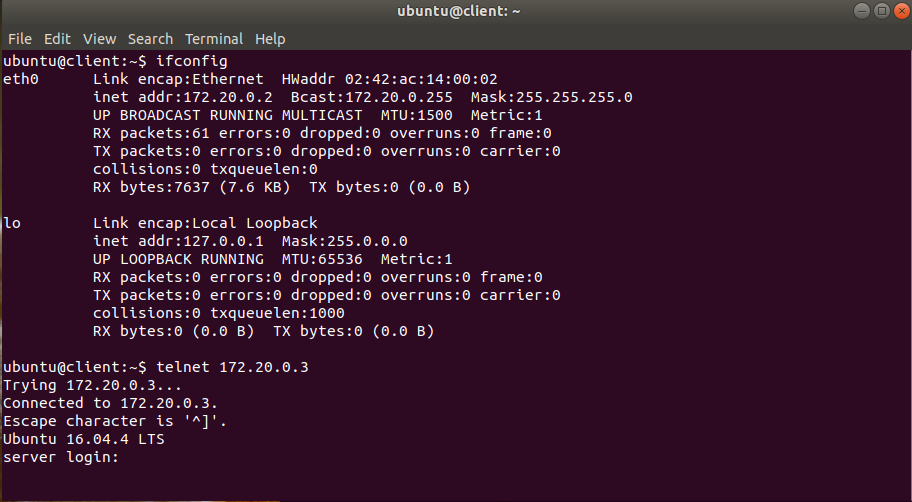 ubuntu@client: ~
File Edit View Search Terminal Help
ubuntu@client:~$ ifconfig
eth0      Link encap:Ethernet  HWaddr 02:42:ac:14:00:02
          inet addr:172.20.0.2  Bcast:172.20.0.255  Mask:255.255.255.0
          UP BROADCAST RUNNING MULTICAST  MTU:1500  Metric:1
          RX packets:61 errors:0 dropped:0 overruns:0 frame:0
          TX packets:0 errors:0 dropped:0 overruns:0 carrier:0
          collisions:0 txqueuelen:0
          RX bytes:7637 (7.6 KB)  TX bytes:0 (0.0 B)

lo        Link encap:Local Loopback
          inet addr:127.0.0.1  Mask:255.0.0.0
          UP LOOPBACK RUNNING  MTU:65536  Metric:1
          RX packets:0 errors:0 dropped:0 overruns:0 frame:0
          TX packets:0 errors:0 dropped:0 overruns:0 carrier:0
          collisions:0 txqueuelen:1000
          RX bytes:0 (0.0 B)  TX bytes:0 (0.0 B)

ubuntu@client:~$ telnet 172.20.0.3
Trying 172.20.0.3...
Connected to 172.20.0.3.
Escape character is '^]'.
Ubuntu 16.04.4 LTS
server login: